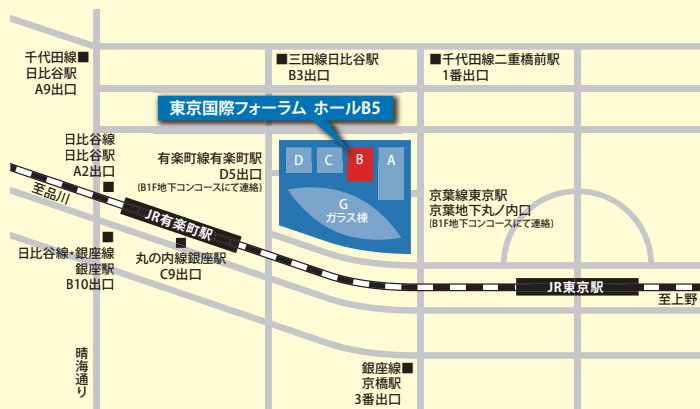 千代田線■
日比谷駅
A9出口
■三田線日比谷駅
B3出口
■千代田線二重橋前駅
1番出口
東京国際フォーラム ホールB5
日比谷線
日比谷駅
A2出口
有楽町線有楽町駅
D5出口
(B1F地下コンコースにて連絡)
D
C
B
A
G
ガラス棟
京葉線東京駅
京葉地下丸ノ内口
(B1F地下コンコースにて連絡)
至品川
JR有楽町駅
日比谷線・銀座線
銀座駅
B10出口
丸の内線銀座駅
C9出口
JR東京駅
至上野
晴海通り
銀座線■
京橋駅
3番出口